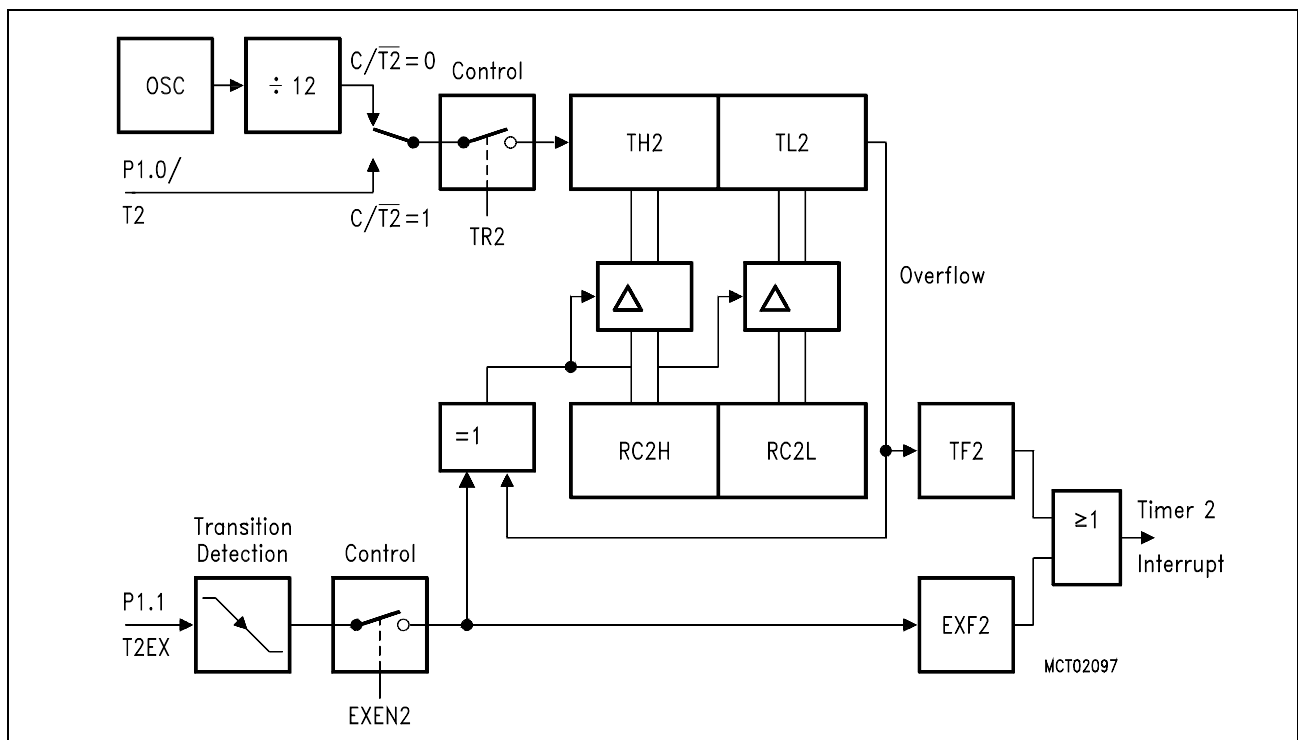 OSC
÷ 12
C/T2̅=0
Control
P1.0/
T2
C/T2̅=1
TR2
TH2
TL2
Overflow
=1
RC2H
RC2L
TF2
≥1
Timer 2
Interrupt
Transition
Detection
Control
P1.1
T2EX
EXEN2
EXF2
MCT02097